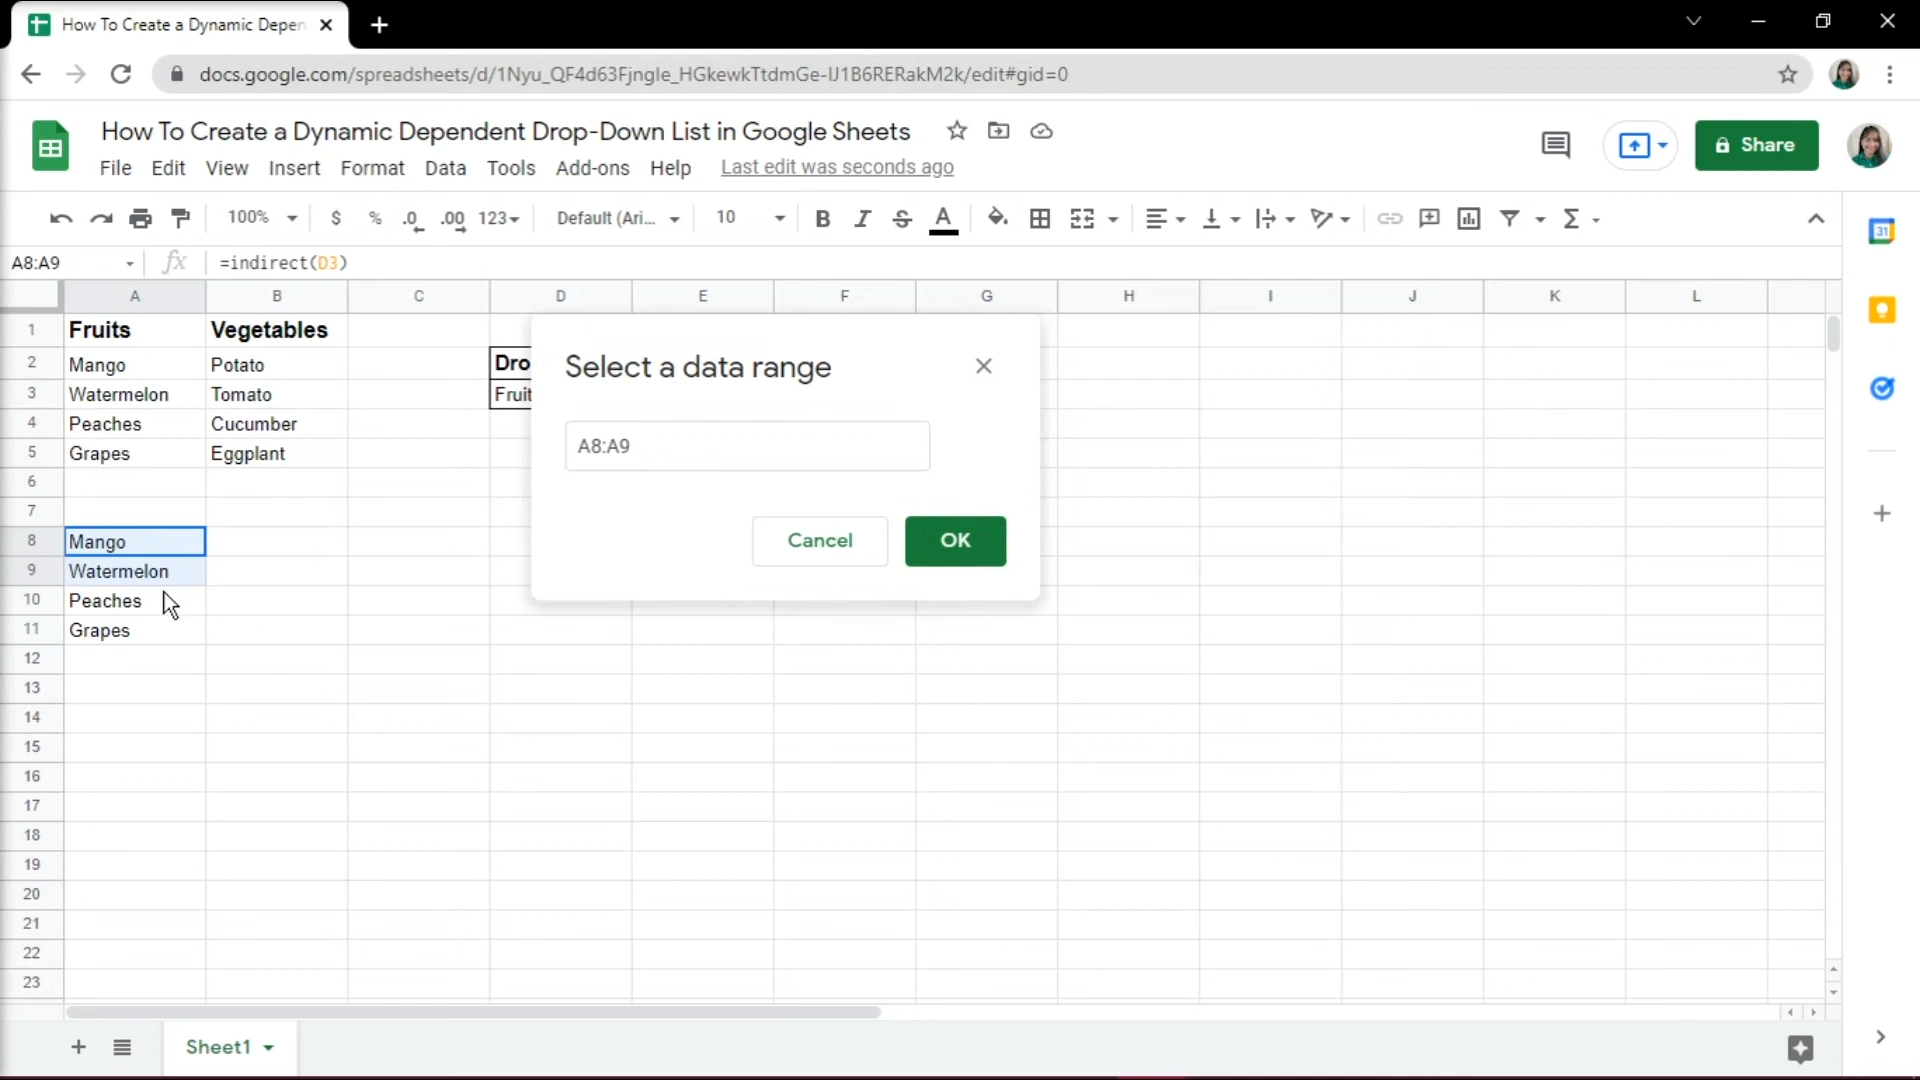 How To Create a Dynamic Depen
docs.google.com/spreadsheets/d/1Nyu_QF4d63Fjngle_HGkewkTtdmGe-IJ1B6RERakM2k/edit#gid=0
How To Create a Dynamic Dependent Drop-Down List in Google Sheets
File Edit View Insert Format Data Tools Add-ons Help Last edit was seconds ago
Share
100% $ % .0 .00 123 Default (Ari... 10 B I S A Σ
31
A8:A9 fx =indirect(D3)
A B C D E F G H I J K L
1 Fruits Vegetables
2 Mango Potato Dro
3 Watermelon Tomato Fruit
4 Peaches Cucumber
5 Grapes Eggplant
6
7
8 Mango
9 Watermelon
10 Peaches
11 Grapes
12
13
14
15
16
17
18
19
20
21
22
23
Select a data range
A8:A9
Cancel OK
Sheet1